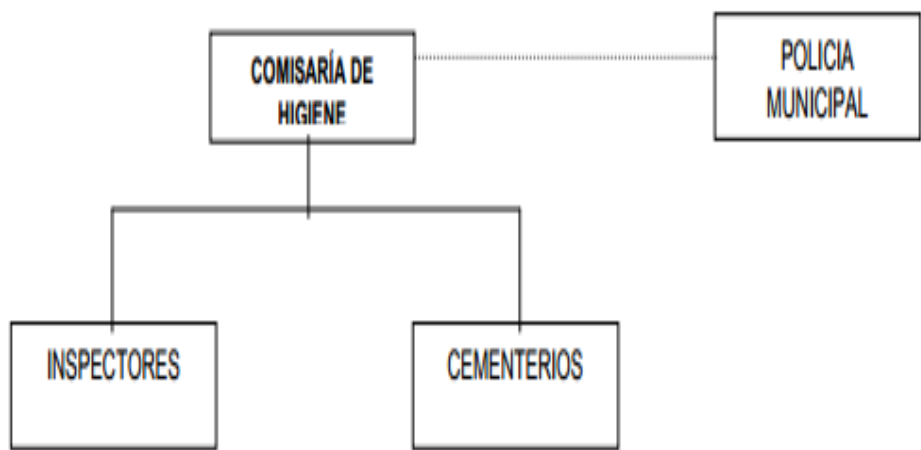 COMISARÍA DE
HIGIENE
POLICIA
MUNICIPAL
INSPECTORES
CEMENTERIOS